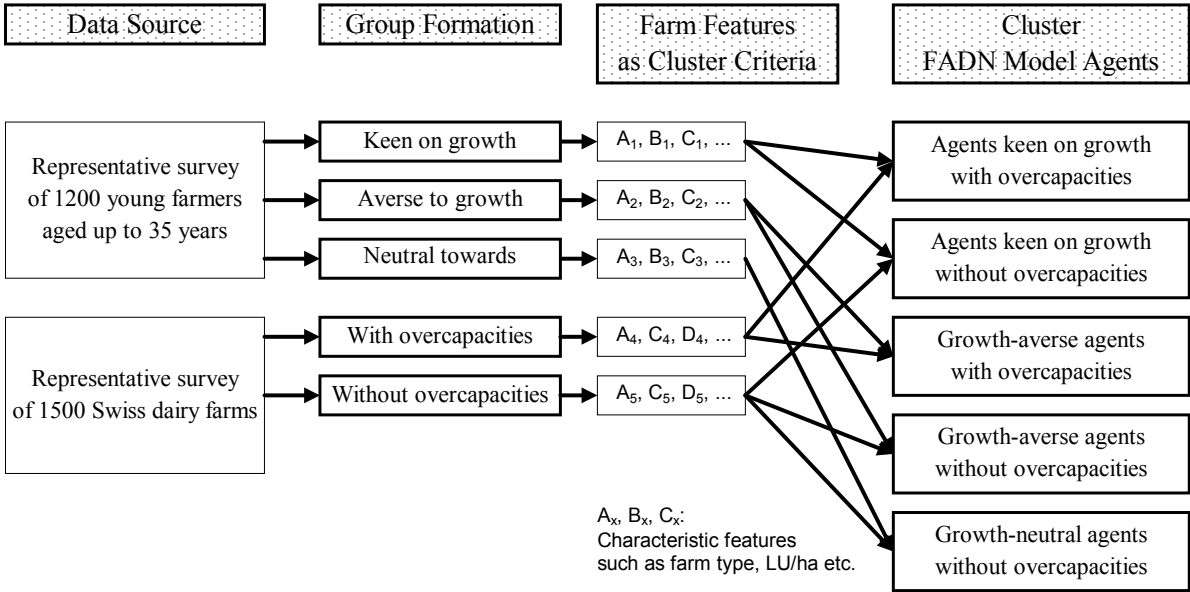 Data Source
Group Formation
Farm Features
as Cluster Criteria
Cluster
FADN Model Agents
Representative survey
of 1200 young farmers
aged up to 35 years
Keen on growth
Averse to growth
Neutral towards
A1, B1, C1, ...
A2, B2, C2, ...
A3, B3, C3, ...
Representative survey
of 1500 Swiss dairy farms
With overcapacities
Without overcapacities
A4, C4, D4, ...
A5, C5, D5, ...
Agents keen on growth
with overcapacities
Agents keen on growth
without overcapacities
Growth-averse agents
with overcapacities
Growth-averse agents
without overcapacities
Growth-neutral agents
without overcapacities
Ax, Bx, Cx:
Characteristic features
such as farm type, LU/ha etc.